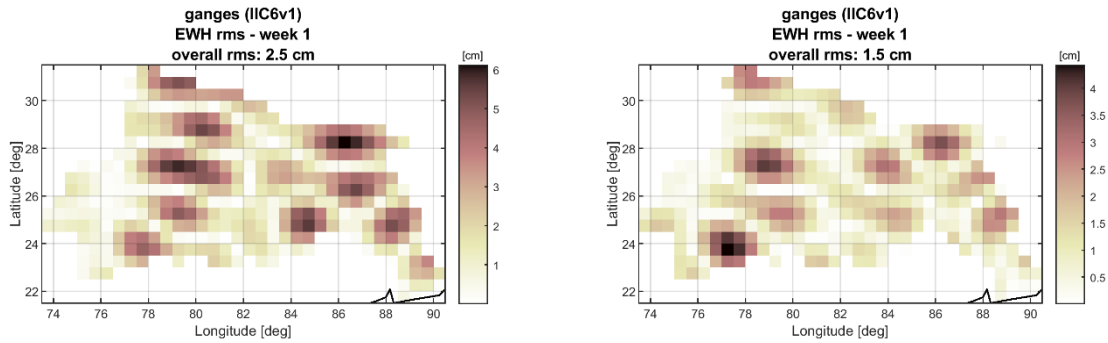 ganges (IIC6v1)
EWH rms - week 1
overall rms: 2.5 cm
[cm]
6
5
4
3
2
1
30
28
26
24
22
Latitude [deg]
74 76 78 80 82 84 86 88 90
Longitude [deg]
ganges (IIC6v1)
EWH rms - week 1
overall rms: 1.5 cm
[cm]
4
3.5
3
2.5
2
1.5
1
0.5
30
28
26
24
22
Latitude [deg]
74 76 78 80 82 84 86 88 90
Longitude [deg]